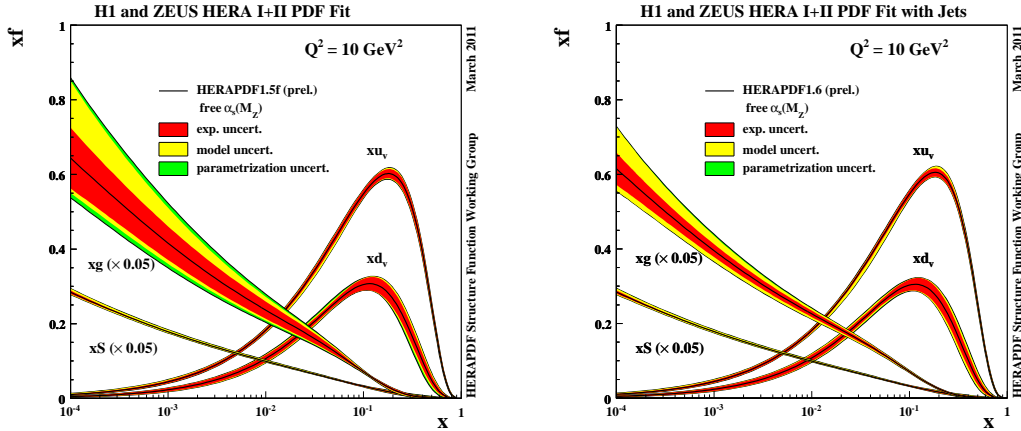 H1 and ZEUS HERA I+II PDF Fit
xf
1
0.8
0.6
0.4
0.2
0
Q² = 10 GeV²
HERAPDF1.5f (prel.)
free αₛ(M_Z)
exp. uncert.
model uncert.
parametrization uncert.
xuᵥ
xdᵥ
xg (× 0.05)
xS (× 0.05)
10⁻⁴ 10⁻³ 10⁻² 10⁻¹ 1
x
HERAPDF Structure Function Working Group March 2011
H1 and ZEUS HERA I+II PDF Fit with Jets
xf
1
0.8
0.6
0.4
0.2
0
Q² = 10 GeV²
HERAPDF1.6 (prel.)
free αₛ(M_Z)
exp. uncert.
model uncert.
parametrization uncert.
xuᵥ
xdᵥ
xg (× 0.05)
xS (× 0.05)
10⁻⁴ 10⁻³ 10⁻² 10⁻¹ 1
x
HERAPDF Structure Function Working Group March 2011